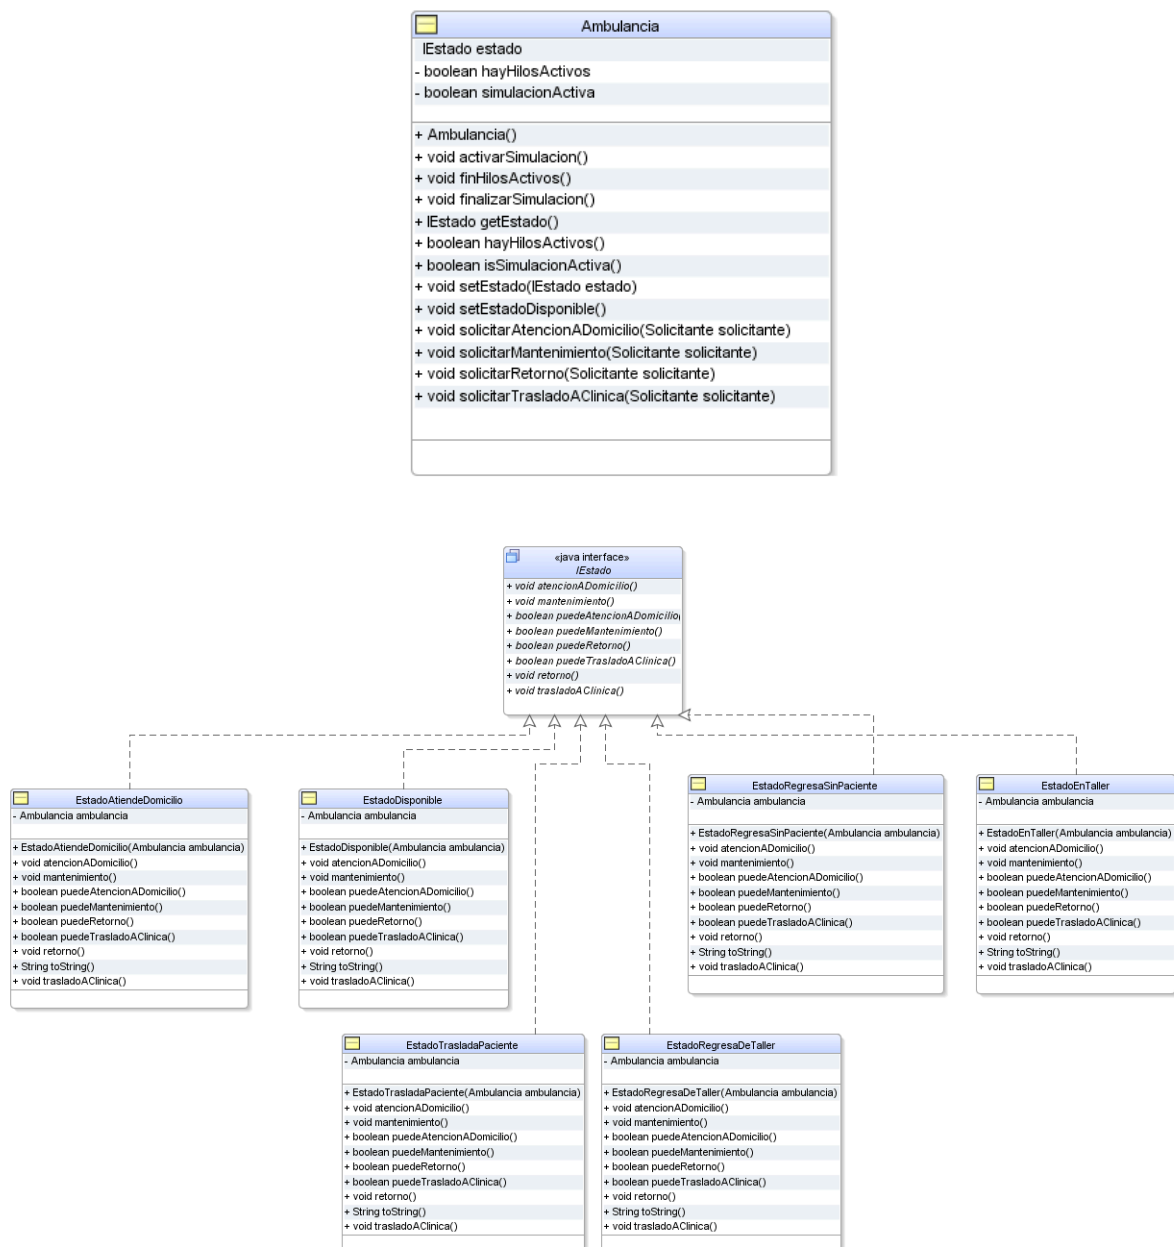 Ambulancia
IEstado estado
- boolean hayHilosActivos
- boolean simulacionActiva
+ Ambulancia()
+ void activarSimulacion()
+ void finHilosActivos()
+ void finalizarSimulacion()
+ IEstado getEstado()
+ boolean hayHilosActivos()
+ boolean isSimulacionActiva()
+ void setEstado(IEstado estado)
+ void setEstadoDisponible()
+ void solicitarAtencionADomicilio(Solicitante solicitante)
+ void solicitarMantenimiento(Solicitante solicitante)
+ void solicitarRetorno(Solicitante solicitante)
+ void solicitarTrasladoAClinica(Solicitante solicitante)
«java interface»
IEstado
+ void atencionADomicilio()
+ void mantenimiento()
+ boolean puedeAtencionADomicilio(
+ boolean puedeMantenimiento()
+ boolean puedeRetorno()
+ boolean puedeTrasladoAClinica()
+ void retorno()
+ void trasladoAClinica()
EstadoAtiendeDomicilio
- Ambulancia ambulancia
+ EstadoAtiendeDomicilio(Ambulancia ambulancia)
+ void atencionADomicilio()
+ void mantenimiento()
+ boolean puedeAtencionADomicilio()
+ boolean puedeMantenimiento()
+ boolean puedeRetorno()
+ boolean puedeTrasladoAClinica()
+ void retorno()
+ String toString()
+ void trasladoAClinica()
EstadoDisponible
- Ambulancia ambulancia
+ EstadoDisponible(Ambulancia ambulancia)
+ void atencionADomicilio()
+ void mantenimiento()
+ boolean puedeAtencionADomicilio()
+ boolean puedeMantenimiento()
+ boolean puedeRetorno()
+ boolean puedeTrasladoAClinica()
+ void retorno()
+ String toString()
+ void trasladoAClinica()
EstadoRegresaSinPaciente
- Ambulancia ambulancia
+ EstadoRegresaSinPaciente(Ambulancia ambulancia)
+ void atencionADomicilio()
+ void mantenimiento()
+ boolean puedeAtencionADomicilio()
+ boolean puedeMantenimiento()
+ boolean puedeRetorno()
+ boolean puedeTrasladoAClinica()
+ void retorno()
+ String toString()
+ void trasladoAClinica()
EstadoEnTaller
- Ambulancia ambulancia
+ EstadoEnTaller(Ambulancia ambulancia)
+ void atencionADomicilio()
+ void mantenimiento()
+ boolean puedeAtencionADomicilio()
+ boolean puedeMantenimiento()
+ boolean puedeRetorno()
+ boolean puedeTrasladoAClinica()
+ void retorno()
+ String toString()
+ void trasladoAClinica()
EstadoTrasladaPaciente
- Ambulancia ambulancia
+ EstadoTrasladaPaciente(Ambulancia ambulancia)
+ void atencionADomicilio()
+ void mantenimiento()
+ boolean puedeAtencionADomicilio()
+ boolean puedeMantenimiento()
+ boolean puedeRetorno()
+ boolean puedeTrasladoAClinica()
+ void retorno()
+ String toString()
+ void trasladoAClinica()
EstadoRegresaDeTaller
- Ambulancia ambulancia
+ EstadoRegresaDeTaller(Ambulancia ambulancia)
+ void atencionADomicilio()
+ void mantenimiento()
+ boolean puedeAtencionADomicilio()
+ boolean puedeMantenimiento()
+ boolean puedeRetorno()
+ boolean puedeTrasladoAClinica()
+ void retorno()
+ String toString()
+ void trasladoAClinica()